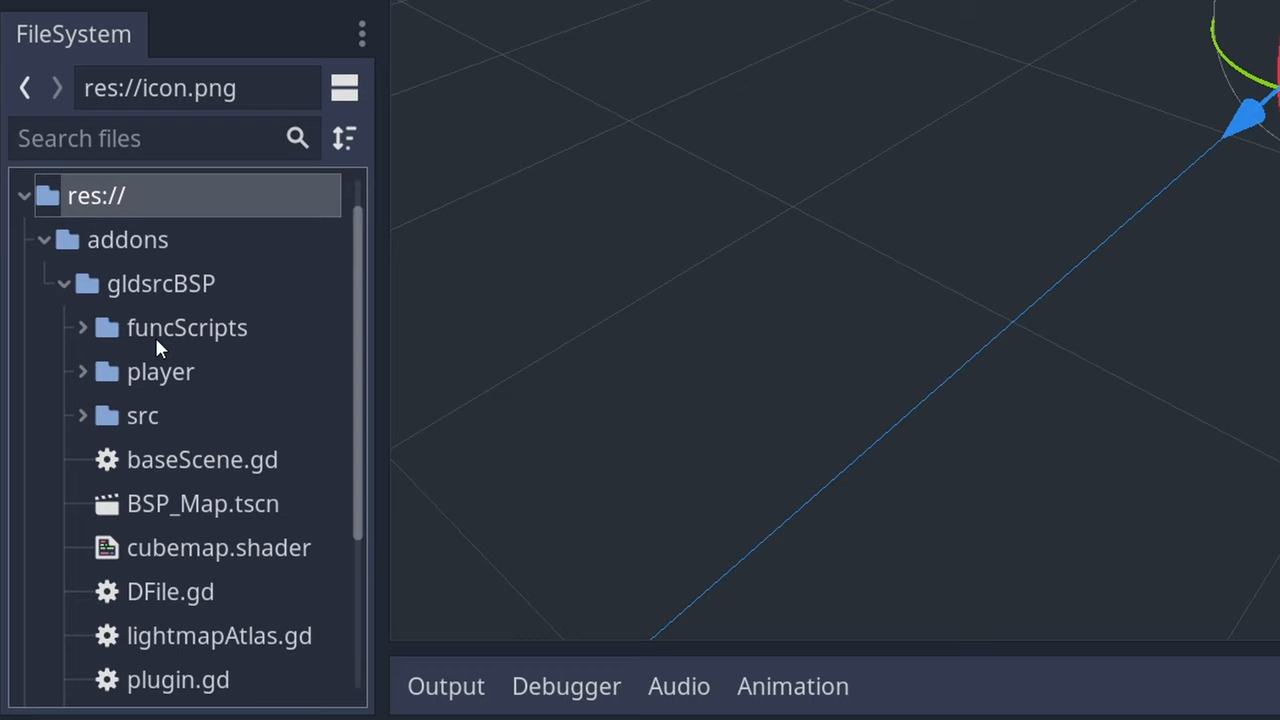 FileSystem
res://icon.png
Search files
res://
addons
gldsrcBSP
funcScripts
player
src
baseScene.gd
BSP_Map.tscn
cubemap.shader
DFile.gd
lightmapAtlas.gd
plugin.gd
Output Debugger Audio Animation